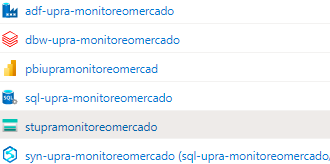 adf-upra-monitoreomercado
dbw-upra-monitoreomercado
pbiupramonitoreomercad
sql-upra-monitoreomercado
stupramonitoreomercado
syn-upra-monitoreomercado (sql-upra-monitoreomercado,